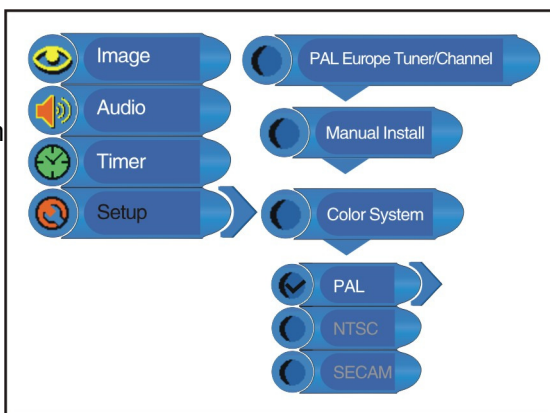 Image
Audio
Timer
Setup
PAL Europe Tuner/Channel
Manual Install
Color System
PAL
NTSC
SECAM